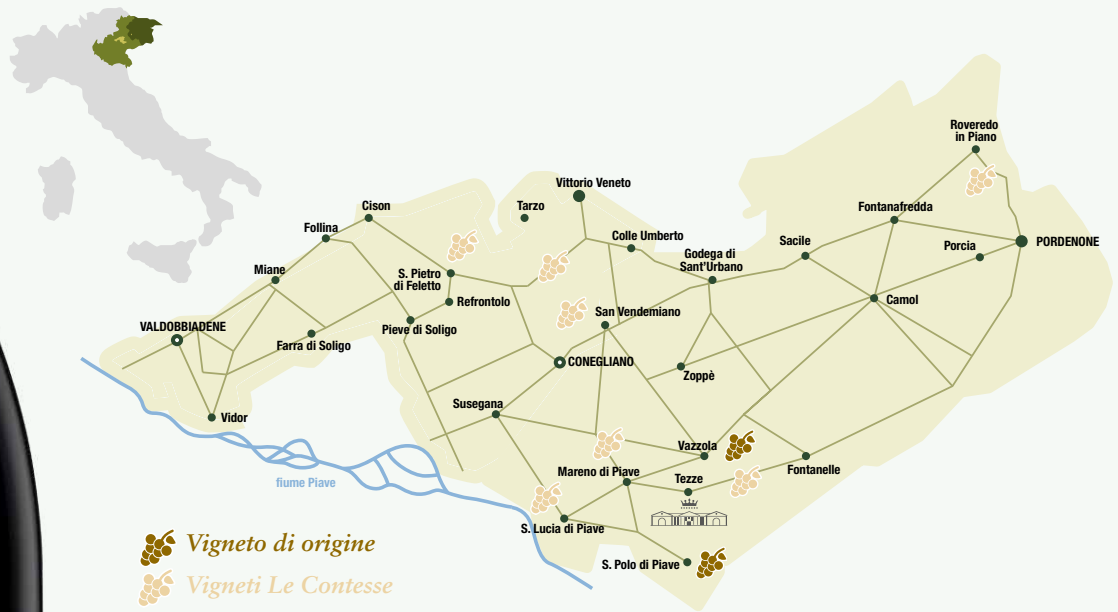 Roveredo
in Piano
Vittorio Veneto
Cison
Tarzo
Fontanafredda
Follina
Colle Umberto
Sacile
PORDENONE
Porcia
Godega di
Sant'Urbano
Miane
S. Pietro
di Feletto
Refrontolo
Camol
San Vendemiano
VALDOBBIADENE
Pieve di Soligo
Farra di Soligo
CONEGLIANO
Zoppè
Susegana
Vidor
Vazzola
Mareno di Piave
Fontanelle
Tezze
fiume Piave
S. Lucia di Piave
S. Polo di Piave
Vigneto di origine
Vigneti Le Contesse